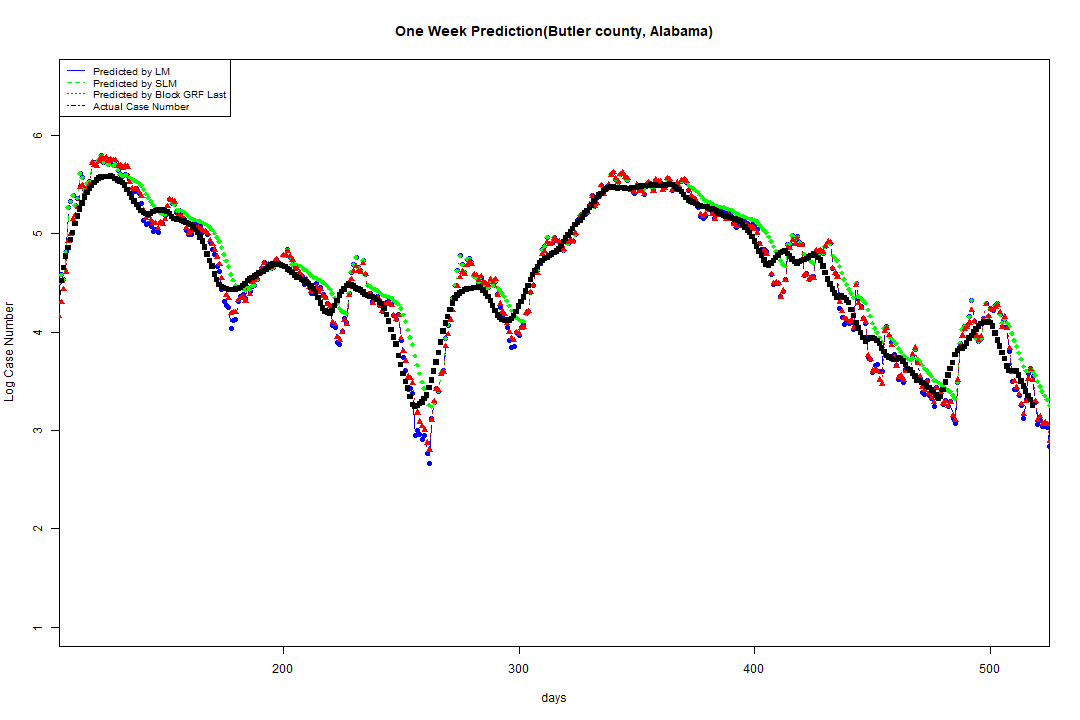 One Week Prediction(Butler county, Alabama)
Predicted by LM
Predicted by SLM
Predicted by Block GRF Last
Actual Case Number
Log Case Number
6
5
4
3
2
1
200 300 400 500
days